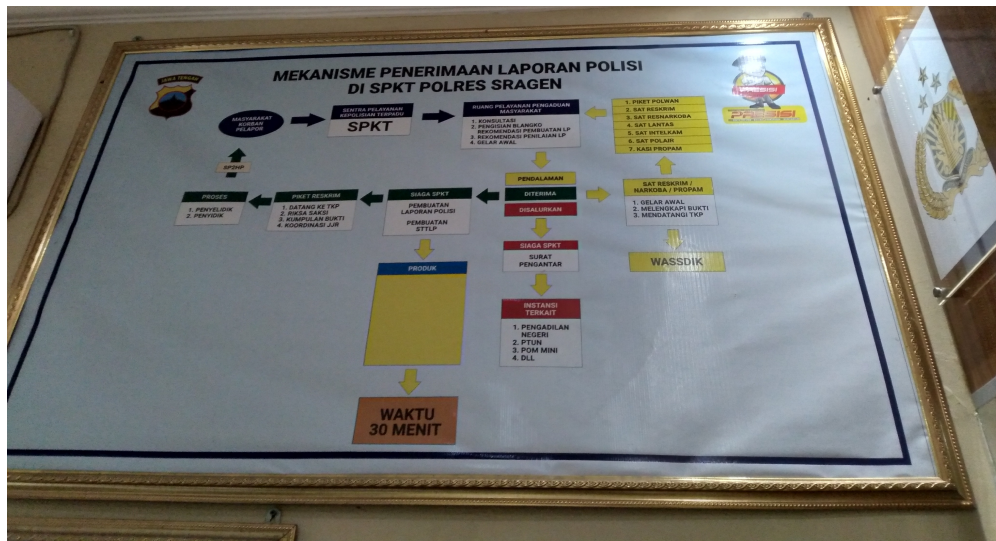 JAWA TENGAH
MEKANISME PENERIMAAN LAPORAN POLISI
DI SPKT POLRES SRAGEN
PRESISI
MASYARAKAT
KORBAN
PELAPOR
SENTRA PELAYANAN
KEPOLISIAN TERPADU
SPKT
RUANG PELAYANAN PENGADUAN
MASYARAKAT
1. KONSULTASI
2. PENGISIAN BLANGKO
REKOMENDASI PEMBUATAN LP
3. REKOMENDASI PENILAIAN LP
4. GELAR AWAL
1. PIKET POLWAN
2. SAT RESKRIM
3. SAT RESNARKOBA
4. SAT LANTAS
5. SAT INTELKAM
6. SAT POLAIR
7. KASI PROPAM
SP2HP
PENDALAMAN
PROSES
1. PENYELIDIK
2. PENYIDIK
PIKET RESKRIM
1. DATANG KE TKP
2. RIKSA SAKSI
3. KUMPULAN BUKTI
4. KOORDINASI JJR
SIAGA SPKT
PEMBUATAN
LAPORAN POLISI
PEMBUATAN
STTLP
DITERIMA
DISALURKAN
SAT RESKRIM /
NARKOBA / PROPAM
1. GELAR AWAL
2. MELENGKAPI BUKTI
3. MENDATANGI TKP
SIAGA SPKT
SURAT
PENGANTAR
WASSDIK
PRODUK
INSTANSI
TERKAIT
1. PENGADILAN
NEGERI
2. PTUN
3. POM MINI
4. DLL
WAKTU
30 MENIT